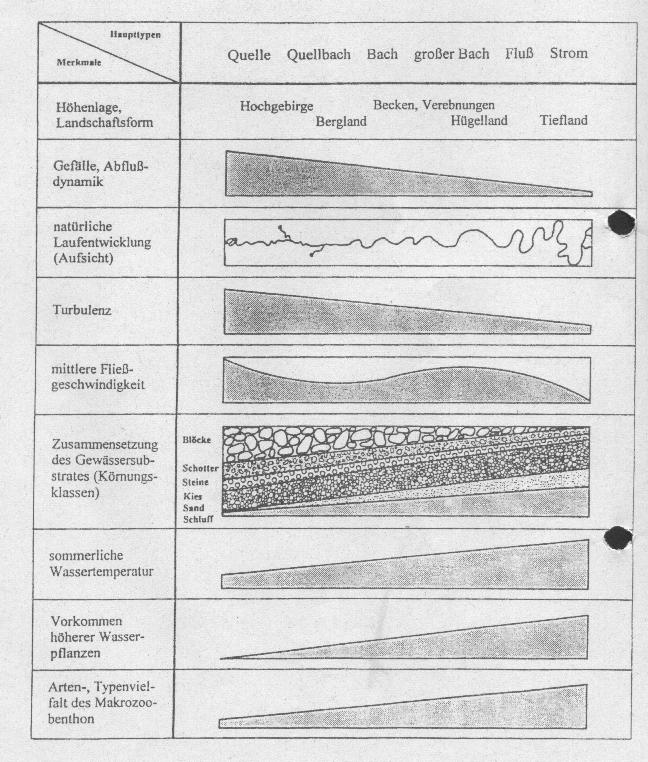 Haupttypen
Merkmale
Quelle Quellbach Bach großer Bach Fluß Strom
Höhenlage,
Landschaftsform
Hochgebirge Becken, Verebnungen
Bergland Hügelland Tiefland
Gefälle, Abfluß-
dynamik
natürliche
Laufentwicklung
(Aufsicht)
Turbulenz
mittlere Fließ-
geschwindigkeit
Zusammensetzung
des Gewässersub-
strates (Körnungs-
klassen)
Blöcke
Schotter
Steine
Kies
Sand
Schluff
sommerliche
Wassertemperatur
Vorkommen
höherer Wasser-
pflanzen
Arten-, Typenviel-
falt des Makrozoo-
benthon